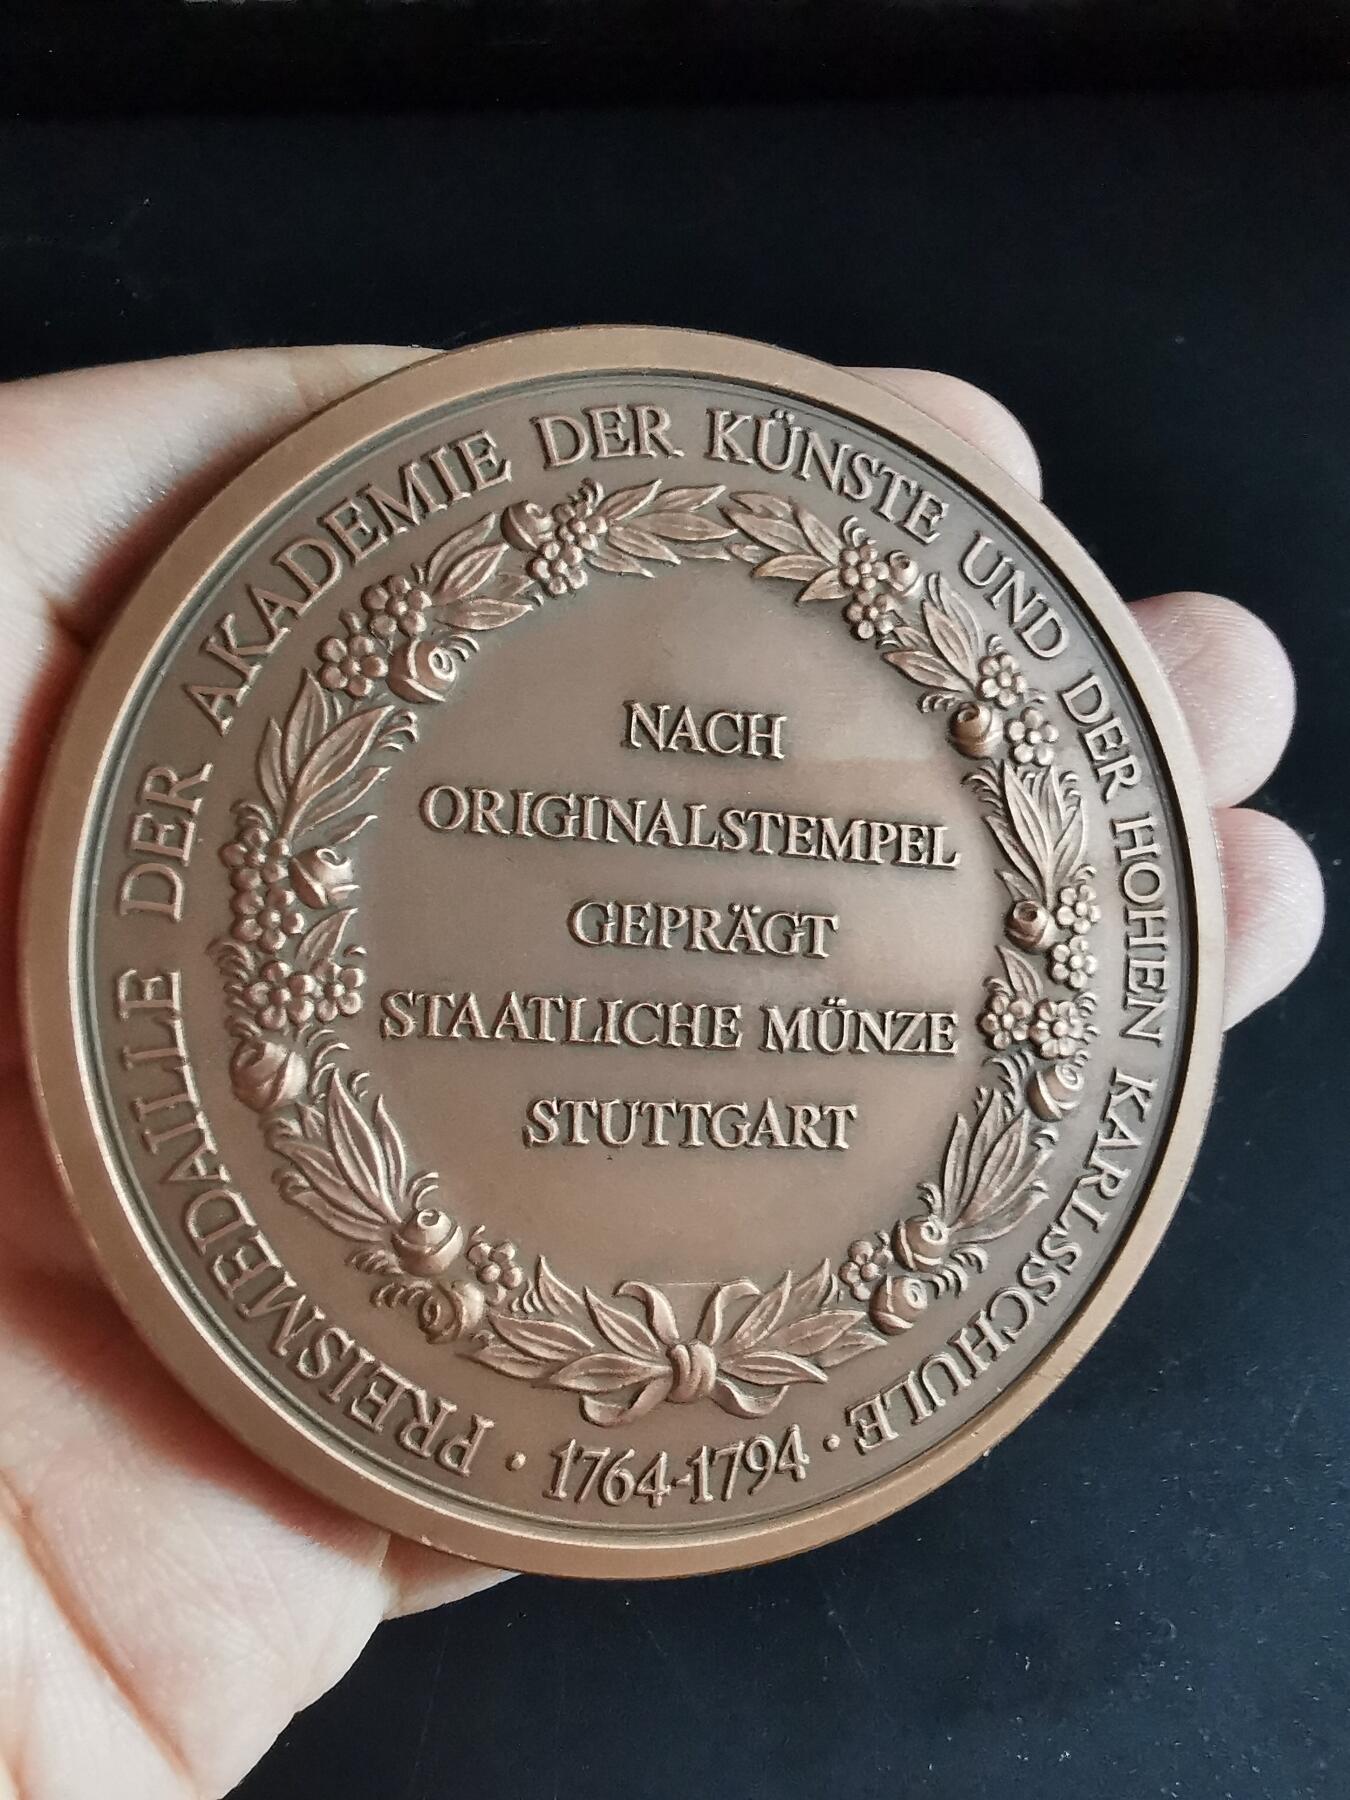 PREISMEDAILLE DER AKADEMIE DER KÜNSTE UND DER HOHEN KARLSSCHULE
· 1764-1794 ·
NACH
ORIGINALSTEMPEL
GEPRÄGT
STAATLICHE MÜNZE
STUTTGART